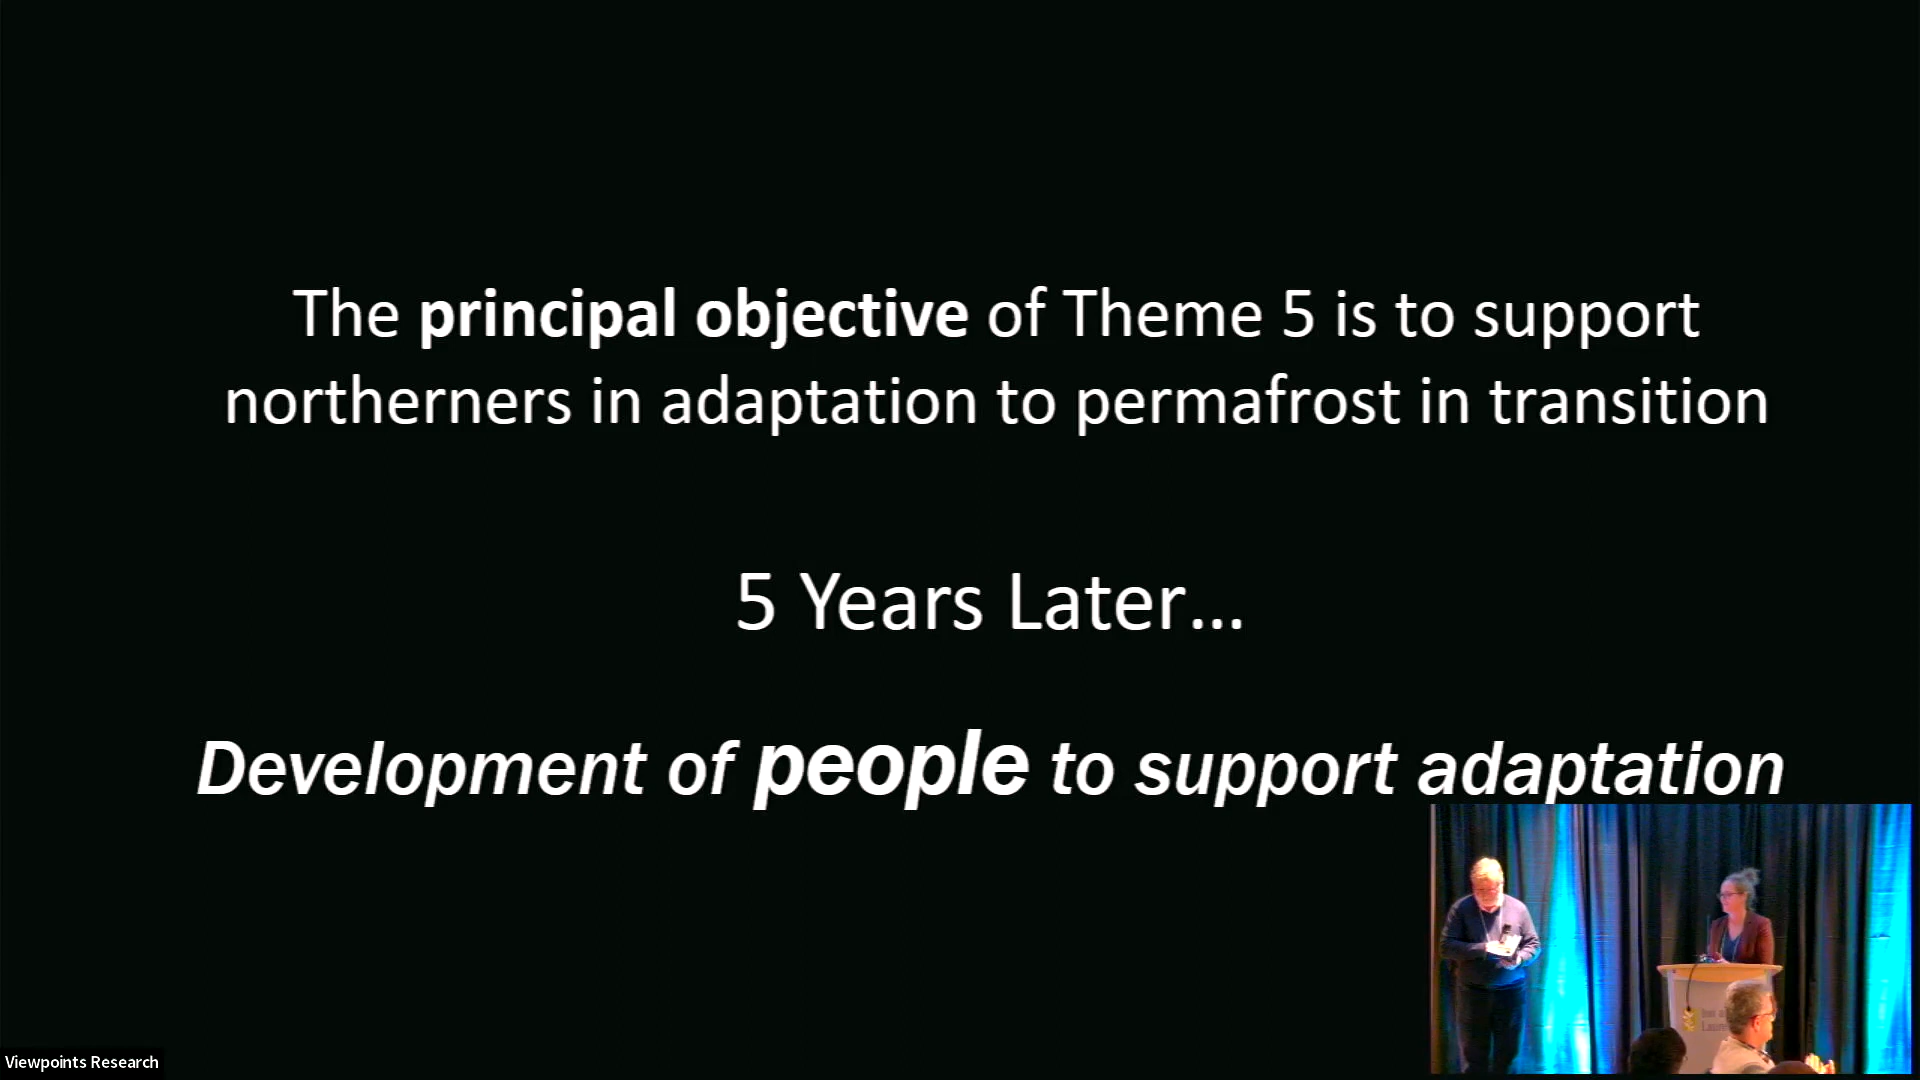 The principal objective of Theme 5 is to support
northerners in adaptation to permafrost in transition
5 Years Later...
Development of people to support adaptation
Viewpoints Research